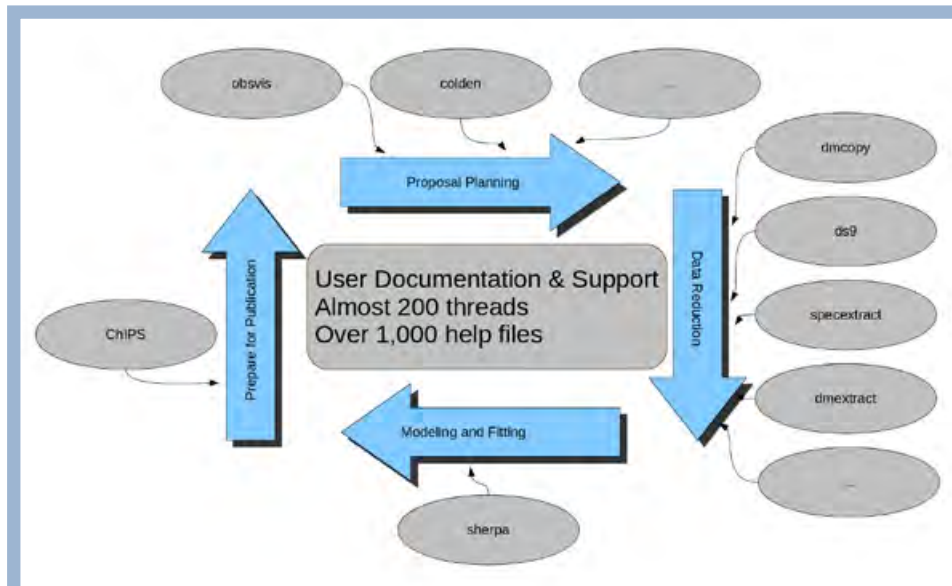 obsvis
colden
...
Proposal Planning
dmcopy
ds9
specextract
dmextract
...
Data Reduction
User Documentation & Support
Almost 200 threads
Over 1,000 help files
Prepare for Publication
ChIPS
Modeling and Fitting
sherpa